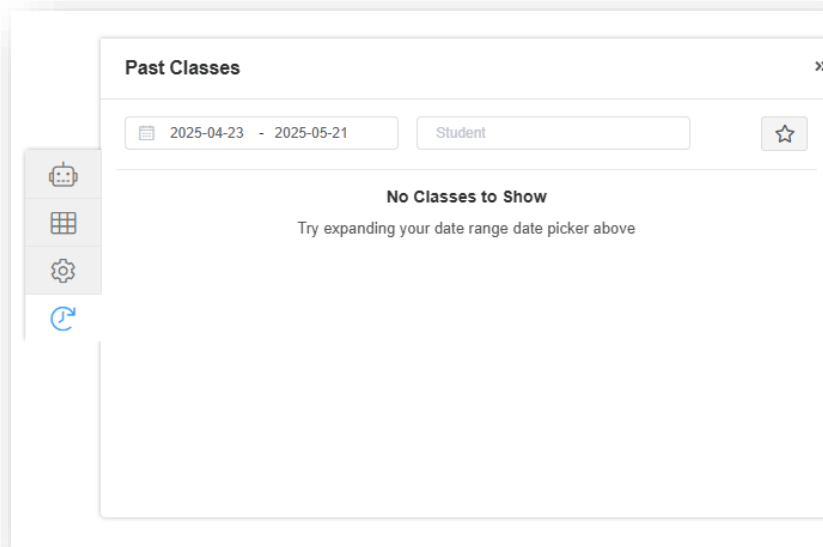 Past Classes
2025-04-23 - 2025-05-21
Student
No Classes to Show
Try expanding your date range date picker above